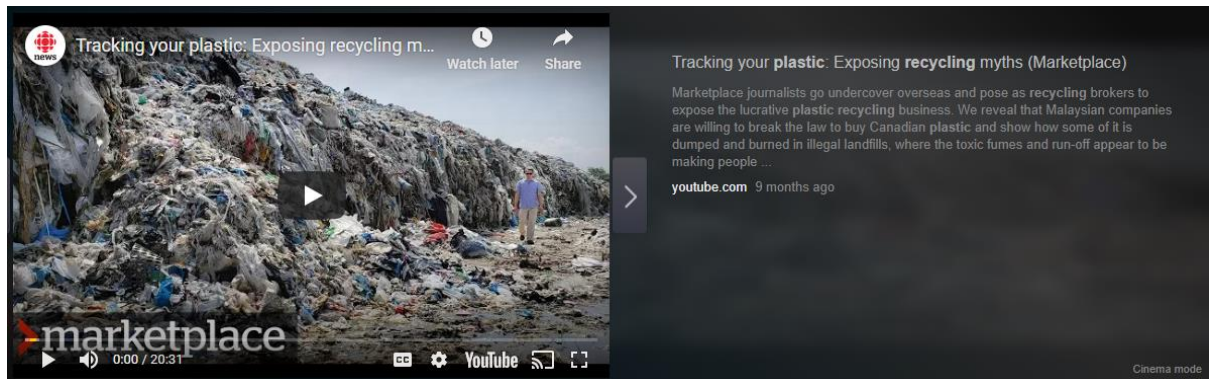 Tracking your plastic: Exposing recycling m...
news
Watch later
Share
marketplace
0:00 / 20:31
CC
YouTube
Tracking your plastic: Exposing recycling myths (Marketplace)
Marketplace journalists go undercover overseas and pose as recycling brokers to
expose the lucrative plastic recycling business. We reveal that Malaysian companies
are willing to break the law to buy Canadian plastic and show how some of it is
dumped and burned in illegal landfills, where the toxic fumes and run-off appear to be
making people ...
youtube.com 9 months ago
Cinema mode